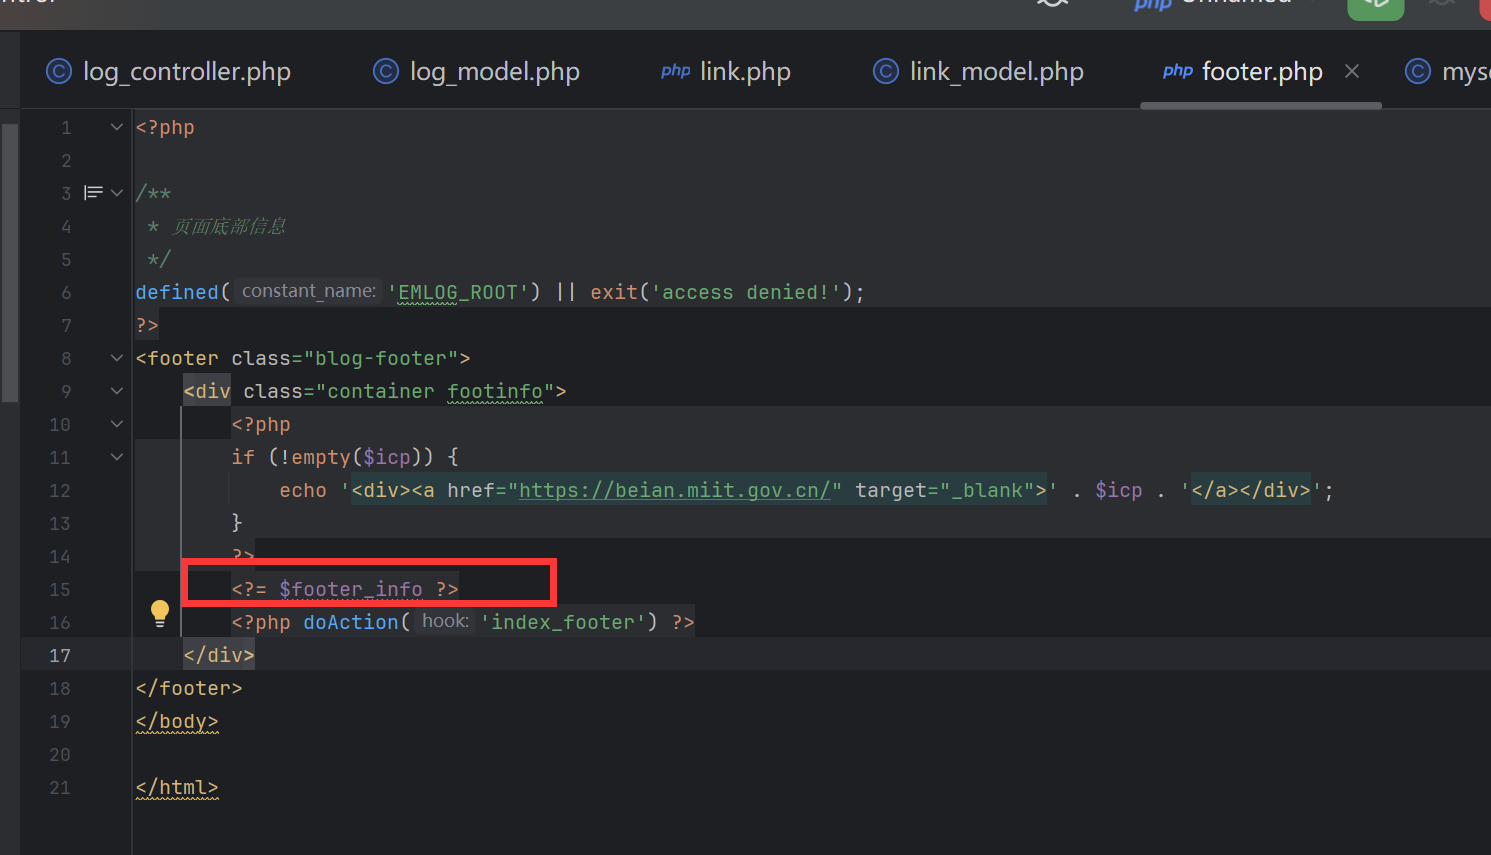 php
log_controller.php log_model.php php link.php link_model.php php footer.php
1 <?php
2
3 /**
4 * 页面底部信息
5 */
6 defined( constant_name: 'EMLOG_ROOT') || exit('access denied!');
7 ?>
8 <footer class="blog-footer">
9 <div class="container footinfo">
10 <?php
11 if (!empty($icp)) {
12 echo '<div><a href="https://beian.miit.gov.cn/" target="_blank">' . $icp . '</a></div>';
13 }
14 ?>
15 <?= $footer_info ?>
16 <?php doAction( hook: 'index_footer') ?>
17 </div>
18 </footer>
19 </body>
20
21 </html>